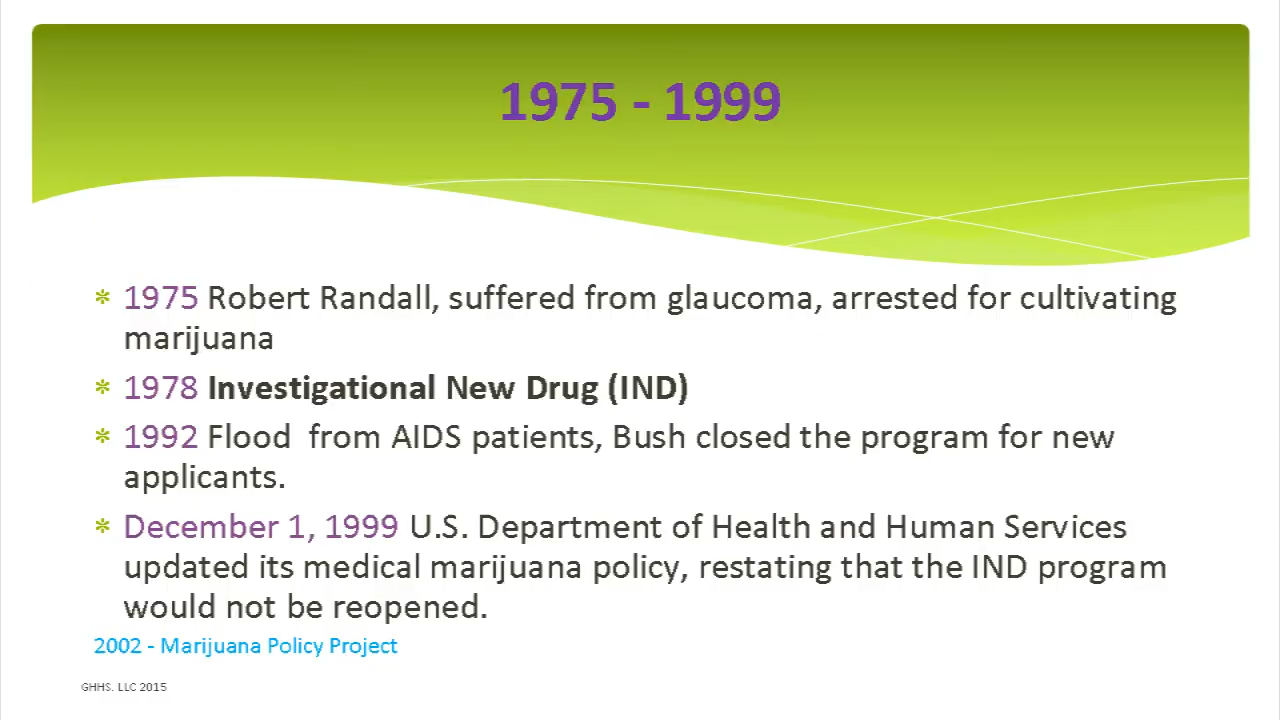 1975 - 1999
* 1975 Robert Randall, suffered from glaucoma, arrested for cultivating
marijuana
* 1978 Investigational New Drug (IND)
* 1992 Flood  from AIDS patients, Bush closed the program for new
applicants.
* December 1, 1999 U.S. Department of Health and Human Services
updated its medical marijuana policy, restating that the IND program
would not be reopened.
2002 - Marijuana Policy Project
GHHS. LLC 2015